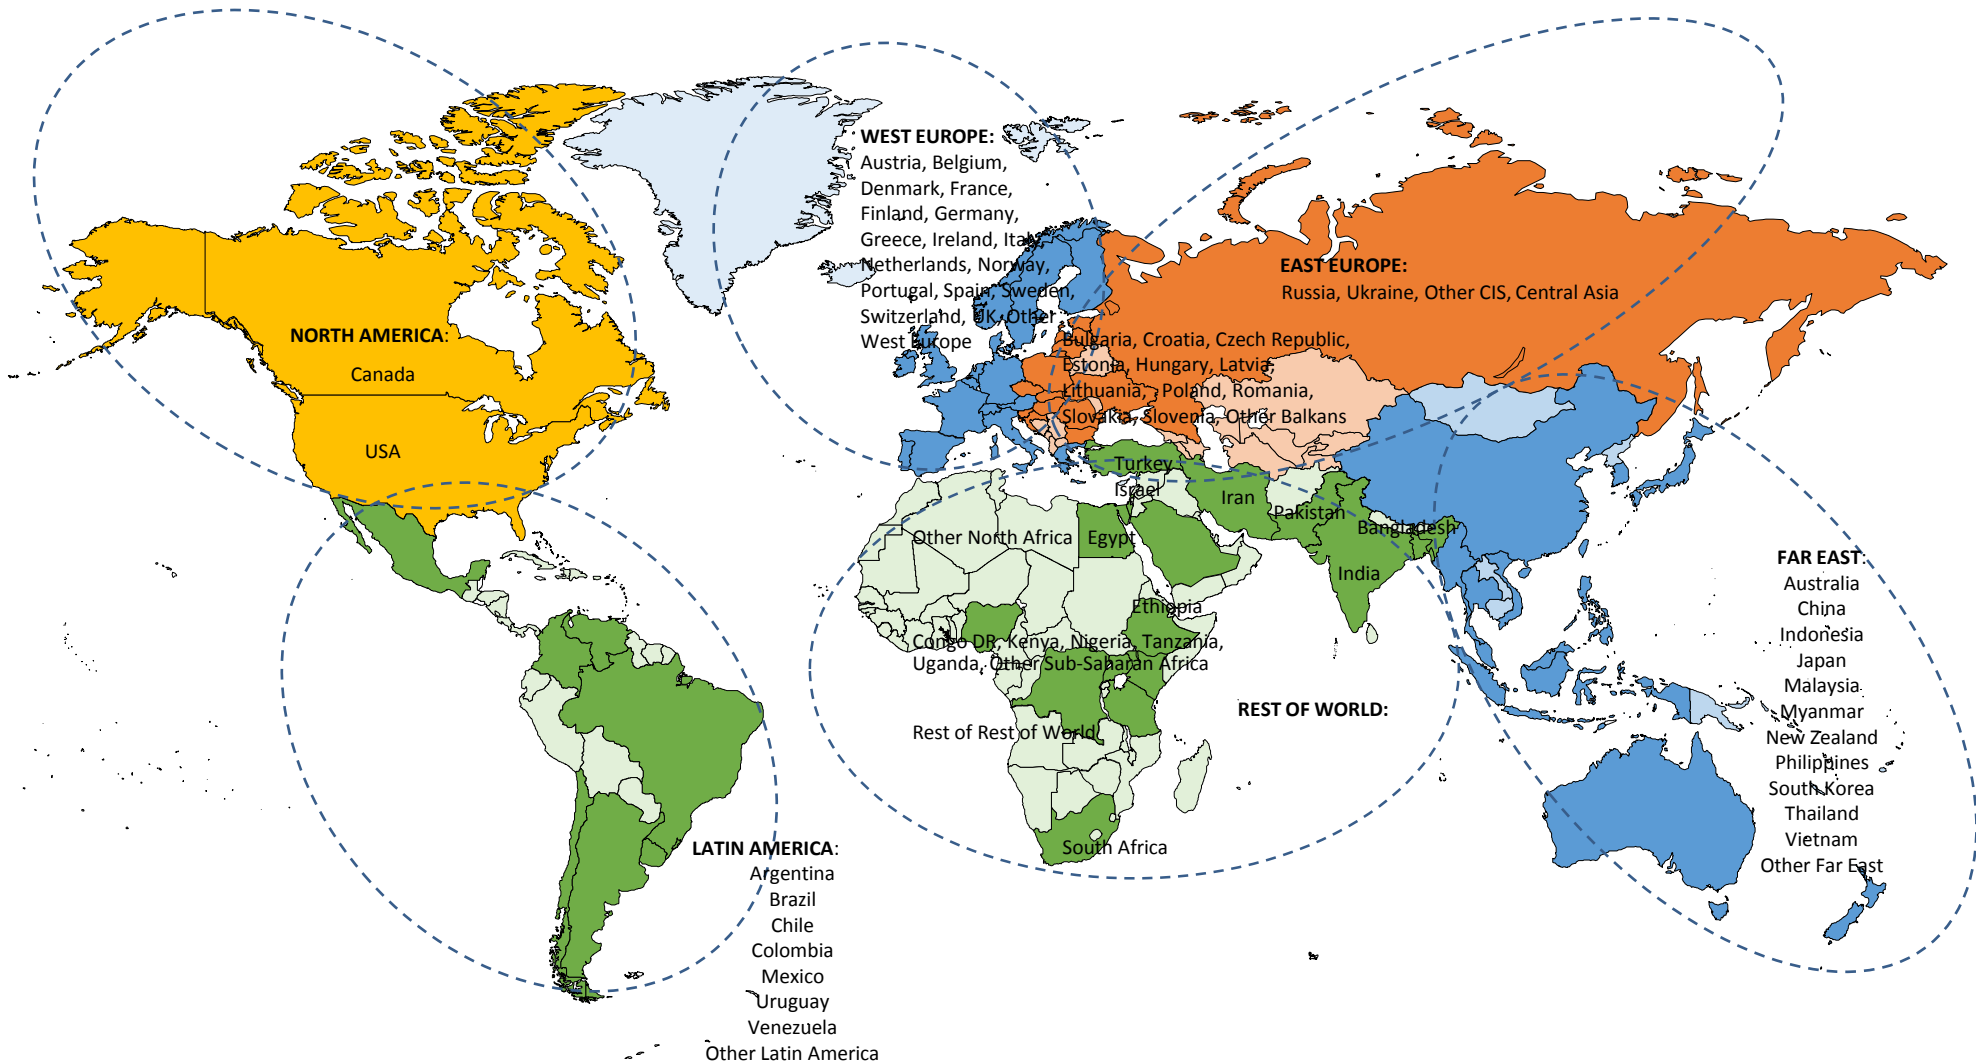 WEST EUROPE:
Austria, Belgium,
Denmark, France,
Finland, Germany,
Greece, Ireland, Italy,
Netherlands, Norway,
Portugal, Spain, Sweden,
Switzerland, UK, Other
West Europe
EAST EUROPE:
Russia, Ukraine, Other CIS, Central Asia
Bulgaria, Croatia, Czech Republic,
Estonia, Hungary, Latvia,
Lithuania, Poland, Romania,
Slovakia, Slovenia, Other Balkans
NORTH AMERICA:
Canada
USA
Turkey
Israel
Iran
Pakistan
Bangladesh
Other North Africa
Egypt
India
Ethiopia
Congo DR, Kenya, Nigeria, Tanzania,
Uganda, Other Sub-Saharan Africa
REST OF WORLD:
Rest of Rest of World
South Africa
FAR EAST:
Australia
China
Indonesia
Japan
Malaysia
Myanmar
New Zealand
Philippines
South Korea
Thailand
Vietnam
Other Far East
LATIN AMERICA:
Argentina
Brazil
Chile
Colombia
Mexico
Uruguay
Venezuela
Other Latin America